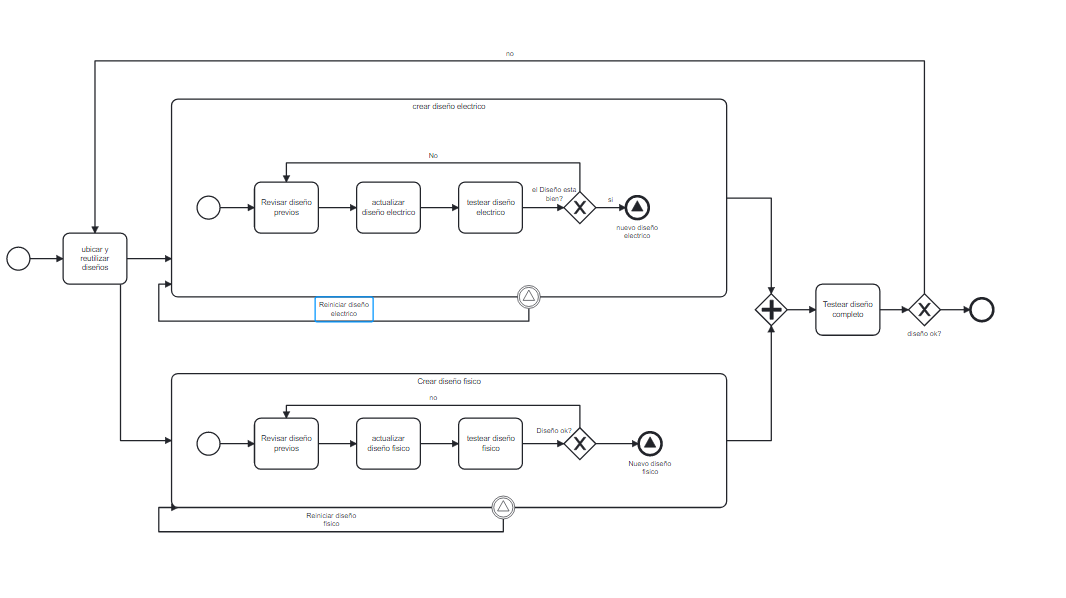 no
crear diseño electrico
No
Revisar diseño
previos
actualizar
diseño electrico
testear diseño
electrico
el Diseño esta
bien?
si
nuevo diseño
electrico
ubicar y
reutilizar
diseños
Reiniciar diseño
electrico
Testear diseño
completo
diseño ok?
Crear diseño fisico
no
Revisar diseño
previos
actualizar
diseño fisico
testear diseño
fisico
Diseño ok?
Nuevo diseño
fisico
Reiniciar diseño
fisico